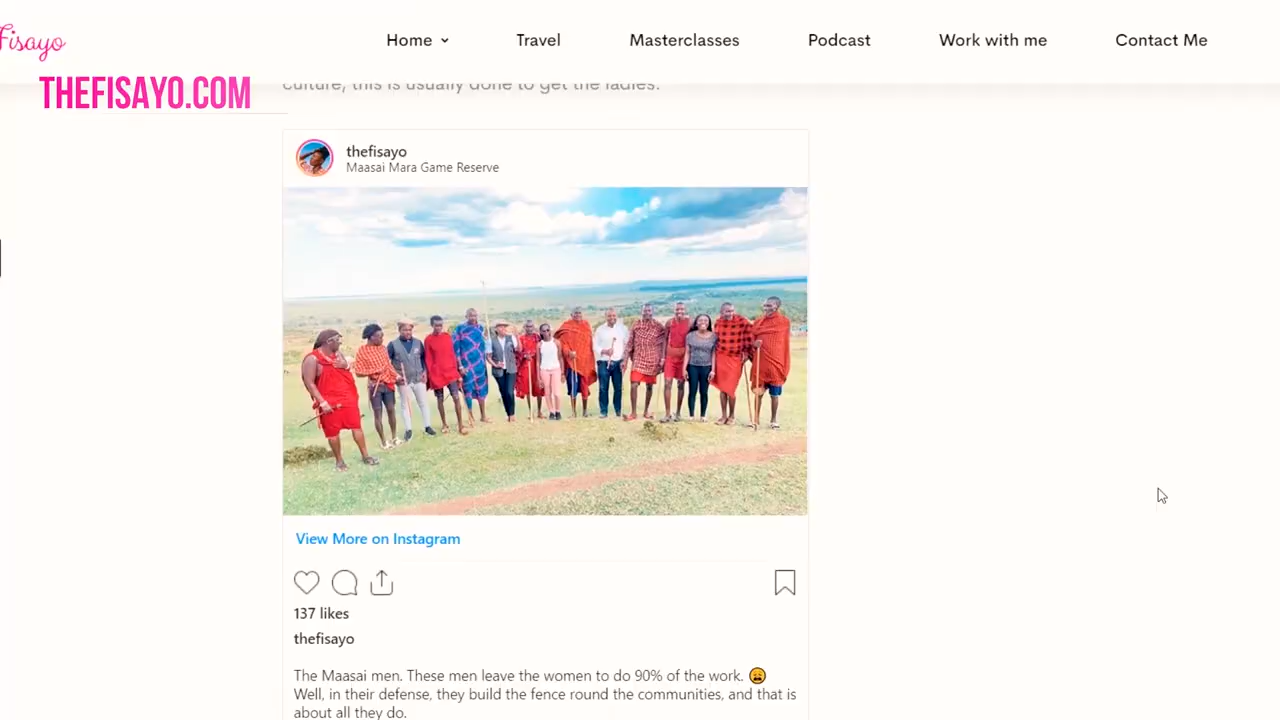 Fisayo
Home
Travel
Masterclasses
Podcast
Work with me
Contact Me
THEFISAYO.COM
culture, this is usually done to get the ladies.
thefisayo
Maasai Mara Game Reserve
View More on Instagram
137 likes
thefisayo
The Maasai men. These men leave the women to do 90% of the work. 😩
Well, in their defense, they build the fence round the communities, and that is
about all they do.